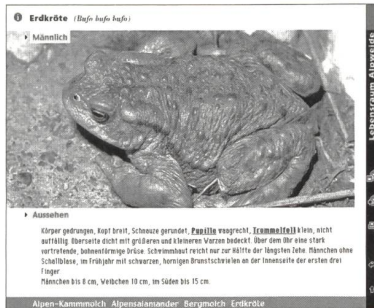 Erdkröte (Bufo bufo bufo)
Männlich
Lebensraum Alpweide
Aussehen
Körper gedrungen, Kopf breit, Schnauze gerundet, Pupille waagrecht, Trommelfell klein, nicht
auffällig. Oberseite dicht mit größeren und kleineren Warzen bedeckt. Über dem Ohr eine stark
vortretende, bohnenförmige Drüse. Schwimmhaut reicht nur zur Hälfte der längsten Zehe. Männchen ohne
Schallblase, im Frühjahr mit schwarzen, hornigen Brunstschwielen an der Innenseite der ersten drei
Finger
Männchen bis 8 cm, Weibchen 10 cm, im Süden bis 15 cm.
Alpen-Kammmolch Alpensalamander Bergmolch Erdkröte